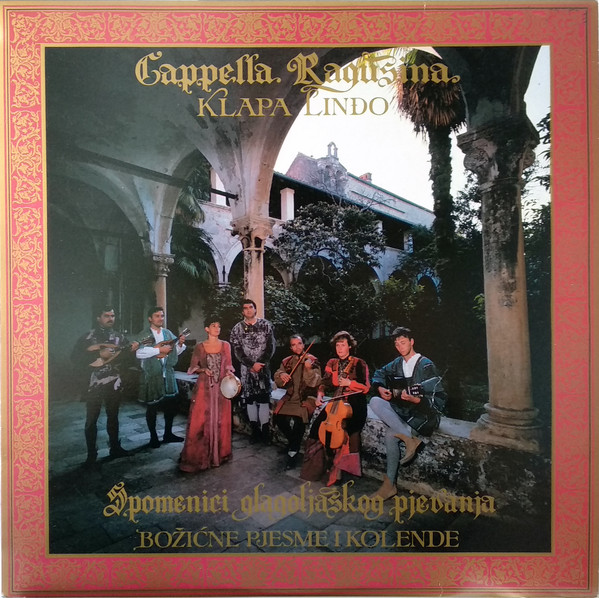 Cappella Ragusina
KLAPA LINĐO
Spomenici glagoljaškog pjevanja
BOŽIĆNE PJESME I KOLENDE